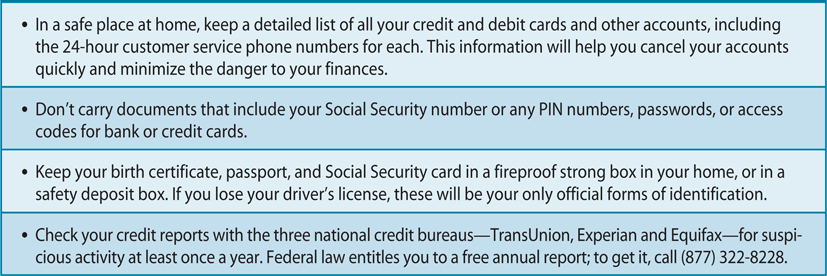 • In a safe place at home, keep a detailed list of all your credit and debit cards and other accounts, including
the 24-hour customer service phone numbers for each. This information will help you cancel your accounts
quickly and minimize the danger to your finances.
• Don’t carry documents that include your Social Security number or any PIN numbers, passwords, or access
codes for bank or credit cards.
• Keep your birth certificate, passport, and Social Security card in a fireproof strong box in your home, or in a
safety deposit box. If you lose your driver’s license, these will be your only official forms of identification.
• Check your credit reports with the three national credit bureaus—TransUnion, Experian and Equifax—for suspi-
cious activity at least once a year. Federal law entitles you to a free annual report; to get it, call (877) 322-8228.